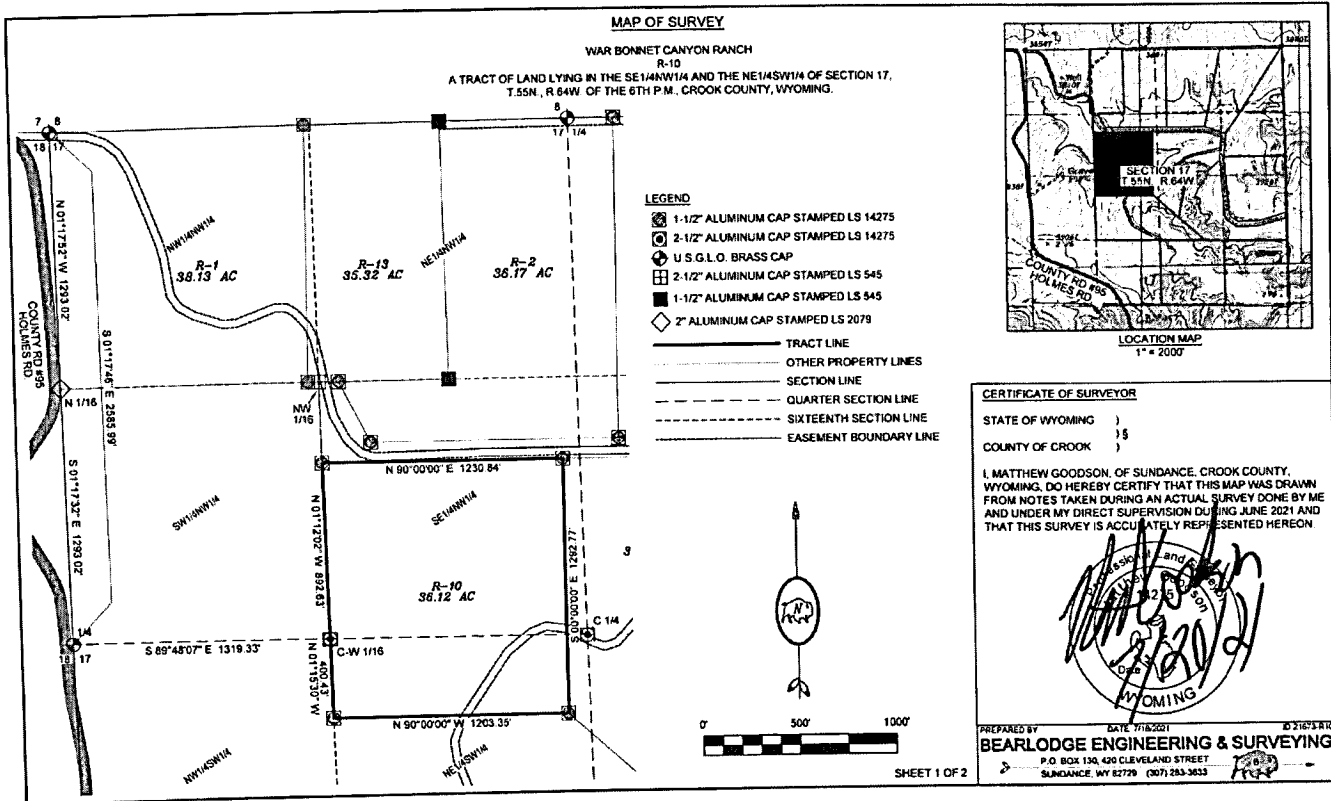 MAP OF SURVEY
WAR BONNET CANYON RANCH
R-10
A TRACT OF LAND LYING IN THE SE1/4NW1/4 AND THE NE1/4SW1/4 OF SECTION 17,
T.55N., R.64W. OF THE 6TH P.M., CROOK COUNTY, WYOMING.
7 8
18 17
8
17 1/4
N 01°17'52" W 1293.02'
S 01°17'46" E 2585.99'
COUNTY RD #95
HOLMES RD.
NW1/4NW1/4
R-1
38.13 AC
R-13
35.32 AC
NE1/4NW1/4
R-2
36.17 AC
N 1/16
NW
1/16
S 01°17'32" E 1293.02'
SW1/4NW1/4
N 90°00'00" E 1230.84'
N 01°12'02" W 892.63'
SE1/4NW1/4
S 00°00'00" E 1292.77'
3
R-10
36.12 AC
1/4
18 17
S 89°48'07" E 1319.33'
C-W 1/16
C 1/4
N 01°15'30" W
400.43'
N 90°00'00" W 1203.35'
NW1/4SW1/4
NE1/4SW1/4
LEGEND
1-1/2" ALUMINUM CAP STAMPED LS 14275
2-1/2" ALUMINUM CAP STAMPED LS 14275
U.S.G.L.O. BRASS CAP
2-1/2" ALUMINUM CAP STAMPED LS 545
1-1/2" ALUMINUM CAP STAMPED LS 545
2" ALUMINUM CAP STAMPED LS 2079
TRACT LINE
OTHER PROPERTY LINES
SECTION LINE
QUARTER SECTION LINE
SIXTEENTH SECTION LINE
EASEMENT BOUNDARY LINE
N
0' 500' 1000'
SHEET 1 OF 2
SECTION 17
T.55N., R.64W.
COUNTY RD #95
HOLMES RD
LOCATION MAP
1" = 2000'
CERTIFICATE OF SURVEYOR
STATE OF WYOMING )
) §
COUNTY OF CROOK )
I, MATTHEW GOODSON, OF SUNDANCE, CROOK COUNTY,
WYOMING, DO HEREBY CERTIFY THAT THIS MAP WAS DRAWN
FROM NOTES TAKEN DURING AN ACTUAL SURVEY DONE BY ME
AND UNDER MY DIRECT SUPERVISION DURING JUNE 2021 AND
THAT THIS SURVEY IS ACCURATELY REPRESENTED HEREON.
Professional Land Surveyor
Date
WYOMING
PREPARED BY DATE 7/18/2021 ID 21673-R10
BEARLODGE ENGINEERING & SURVEYING
P.O. BOX 130, 420 CLEVELAND STREET
SUNDANCE, WY 82729 (307) 283-3633